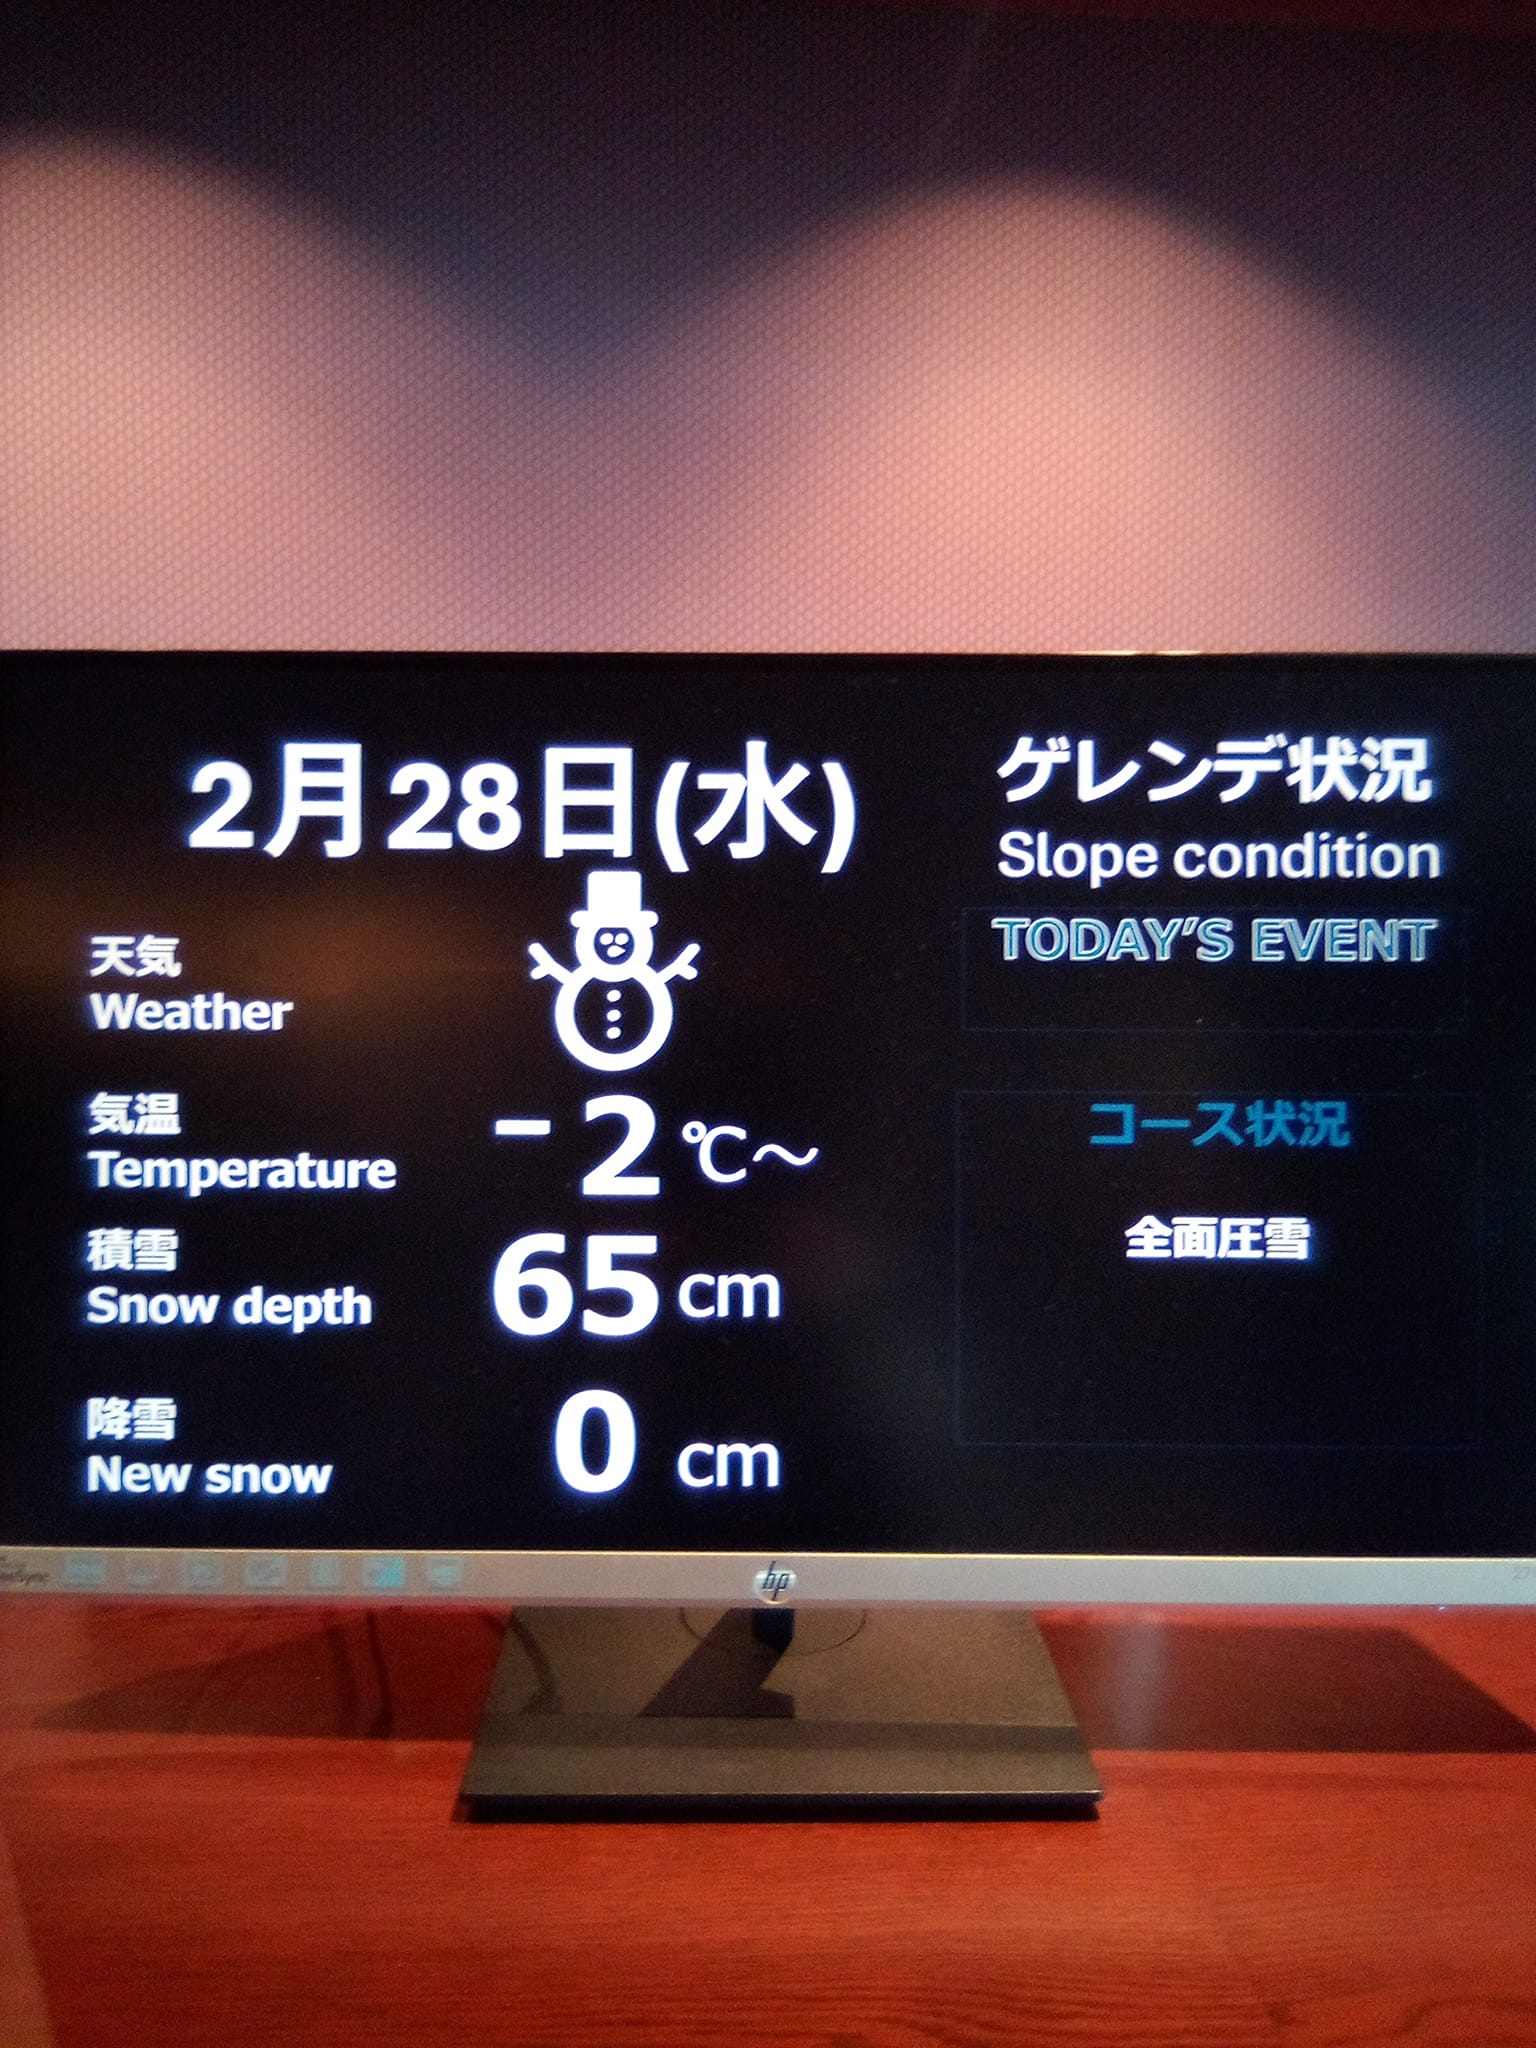 2月28日(水)
天気
Weather
気温
Temperature
-2 ℃～
積雪
Snow depth
65 cm
降雪
New snow
0 cm
ゲレンデ状況
Slope condition
TODAY'S EVENT
コース状況
全面圧雪
hp